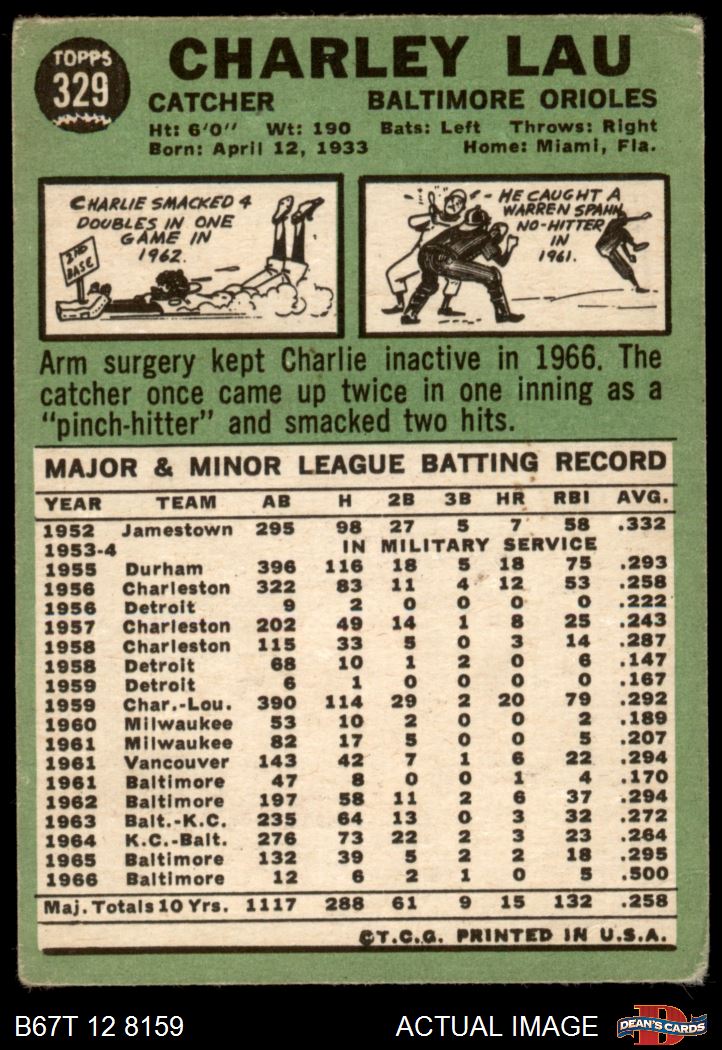 TOPPS
329
CHARLEY LAU
CATCHER BALTIMORE ORIOLES
Ht: 6'0" Wt: 190 Bats: Left Throws: Right
Born: April 12, 1933 Home: Miami, Fla.
CHARLIE SMACKED 4
DOUBLES IN ONE
GAME IN
1962.
2ND
BASE
HE CAUGHT A
WARREN SPAHN
NO-HITTER
IN
1961.
Arm surgery kept Charlie inactive in 1966. The
catcher once came up twice in one inning as a
"pinch-hitter" and smacked two hits.
MAJOR & MINOR LEAGUE BATTING RECORD
YEAR TEAM AB H 2B 3B HR RBI AVG.
1952 Jamestown 295 98 27 5 7 58 .332
1953-4 IN MILITARY SERVICE
1955 Durham 396 116 18 5 18 75 .293
1956 Charleston 322 83 11 4 12 53 .258
1956 Detroit 9 2 0 0 0 0 .222
1957 Charleston 202 49 14 1 8 25 .243
1958 Charleston 115 33 5 0 3 14 .287
1958 Detroit 68 10 1 2 0 6 .147
1959 Detroit 6 1 0 0 0 0 .167
1959 Char.-Lou. 390 114 29 2 20 79 .292
1960 Milwaukee 53 10 2 0 0 2 .189
1961 Milwaukee 82 17 5 0 0 5 .207
1961 Vancouver 143 42 7 1 6 22 .294
1961 Baltimore 47 8 0 0 1 4 .170
1962 Baltimore 197 58 11 2 6 37 .294
1963 Balt.-K.C. 235 64 13 0 3 32 .272
1964 K.C.-Balt. 276 73 22 2 3 23 .264
1965 Baltimore 132 39 5 2 2 18 .295
1966 Baltimore 12 6 2 1 0 5 .500
Maj. Totals 10 Yrs. 1117 288 61 9 15 132 .258
©T.C.G. PRINTED IN U.S.A.
B67T 12 8159 ACTUAL IMAGE
DEAN'S CARDS